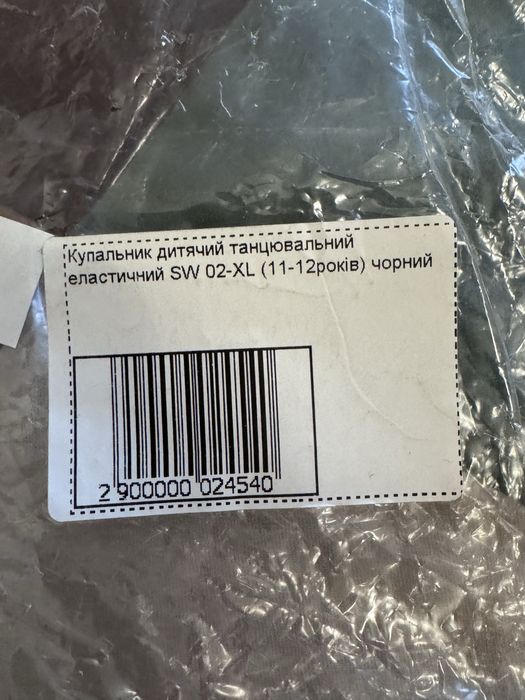 Купальник дитячий танцювальний
еластичний SW 02-XL (11-12років) чорний
2 900000 024540